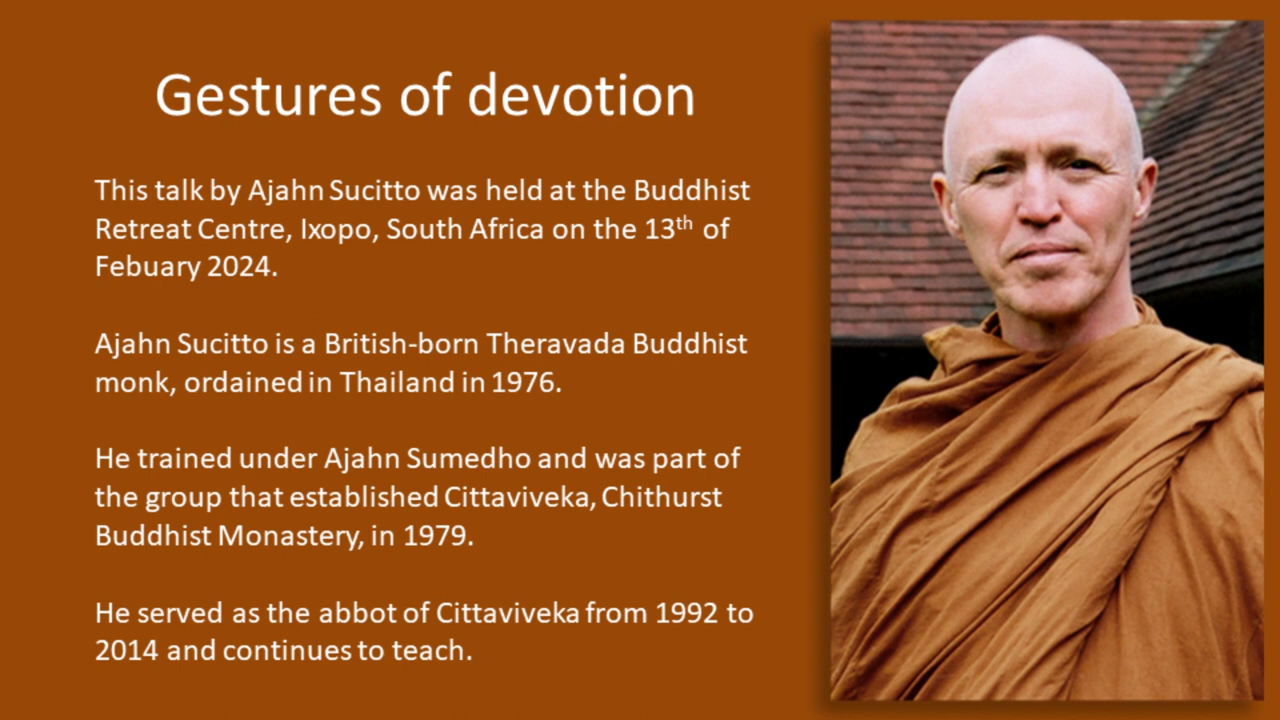 Gestures of devotion
This talk by Ajahn Sucitto was held at the Buddhist
Retreat Centre, Ixopo, South Africa on the 13th of
Febuary 2024.
Ajahn Sucitto is a British-born Theravada Buddhist
monk, ordained in Thailand in 1976.
He trained under Ajahn Sumedho and was part of
the group that established Cittaviveka, Chithurst
Buddhist Monastery, in 1979.
He served as the abbot of Cittaviveka from 1992 to
2014 and continues to teach.